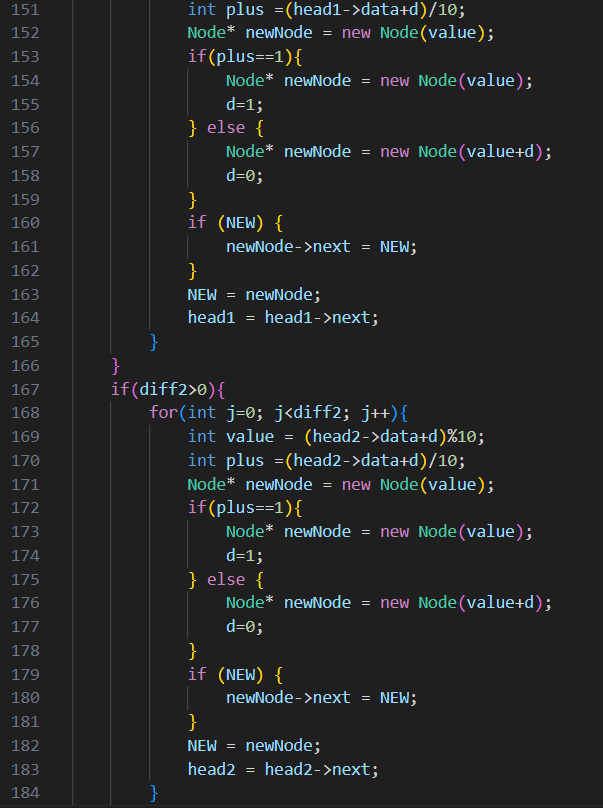 151 int plus =(head1->data+d)/10;
152 Node* newNode = new Node(value);
153 if(plus==1){
154 Node* newNode = new Node(value);
155 d=1;
156 } else {
157 Node* newNode = new Node(value+d);
158 d=0;
159 }
160 if (NEW) {
161 newNode->next = NEW;
162 }
163 NEW = newNode;
164 head1 = head1->next;
165 }
166 }
167 if(diff2>0){
168 for(int j=0; j<diff2; j++){
169 int value = (head2->data+d)%10;
170 int plus =(head2->data+d)/10;
171 Node* newNode = new Node(value);
172 if(plus==1){
173 Node* newNode = new Node(value);
174 d=1;
175 } else {
176 Node* newNode = new Node(value+d);
177 d=0;
178 }
179 if (NEW) {
180 newNode->next = NEW;
181 }
182 NEW = newNode;
183 head2 = head2->next;
184 }